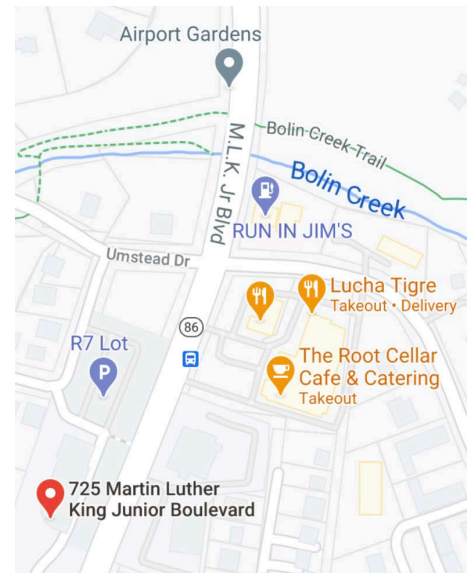 Airport Gardens
M.L.K. Jr Blvd
Bolin Creek Trail
Bolin Creek
RUN IN JIM'S
Umstead Dr
Lucha Tigre
Takeout • Delivery
86
R7 Lot
P
The Root Cellar
Cafe & Catering
Takeout
725 Martin Luther
King Junior Boulevard